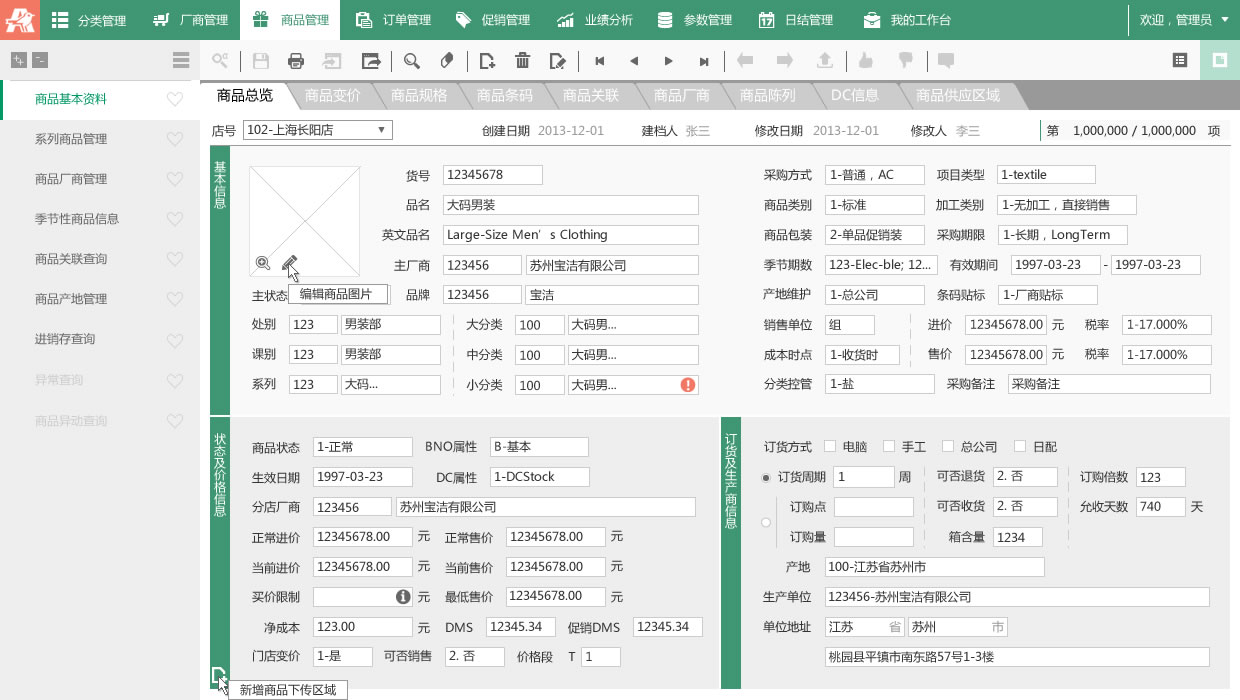 分类管理 厂商管理 商品管理 订单管理 促销管理 业绩分析 参数管理 日结管理 我的工作台 欢迎，管理员
商品基本资料
系列商品管理
商品厂商管理
季节性商品信息
商品关联查询
商品产地管理
进销存查询
异常查询
商品异动查询
商品总览 商品变价 商品规格 商品条码 商品关联 商品厂商 商品陈列 DC信息 商品供应区域
店号 102-上海长阳店 创建日期 2013-12-01 建档人 张三 修改日期 2013-12-01 修改人 李三 第 1,000,000 / 1,000,000 项
基本信息
货号 12345678 采购方式 1-普通，AC 项目类型 1-textile
品名 大码男装 商品类别 1-标准 加工类别 1-无加工，直接销售
英文品名 Large-Size Men’s Clothing 商品包装 2-单品促销装 采购期限 1-长期，LongTerm
主厂商 123456 苏州宝洁有限公司 季节期数 123-Elec-ble; 12... 有效期间 1997-03-23 - 1997-03-23
主状态 编辑商品图片 品牌 123456 宝洁 产地维护 1-总公司 条码贴标 1-厂商贴标
处别 123 男装部 大分类 100 大码男... 销售单位 组 进价 12345678.00 元 税率 1-17.000%
课别 123 男装部 中分类 100 大码男... 成本时点 1-收货时 售价 12345678.00 元 税率 1-17.000%
系列 123 大码... 小分类 100 大码男... 分类控管 1-盐 采购备注 采购备注
状态及价格信息
商品状态 1-正常 BNO属性 B-基本
生效日期 1997-03-23 DC属性 1-DCStock
分店厂商 123456 苏州宝洁有限公司
正常进价 12345678.00 元 正常售价 12345678.00 元
当前进价 12345678.00 元 当前售价 12345678.00 元
买价限制 元 最低售价 12345678.00 元
净成本 123.00 元 DMS 12345.34 促销DMS 12345.34
门店变价 1-是 可否销售 2. 否 价格段 T 1
新增商品下传区域
订货及生产商信息
订货方式 电脑 手工 总公司 日配
订货周期 1 周 可否退货 2. 否 订购倍数 123
订购点 可否收货 2. 否 允收天数 740 天
订购量 箱含量 1234
产地 100-江苏省苏州市
生产单位 123456-苏州宝洁有限公司
单位地址 江苏 省 苏州 市
桃园县平镇市南东路57号1-3楼